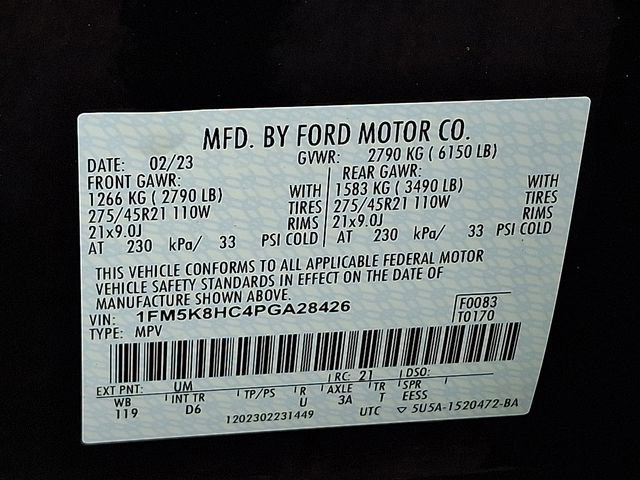 MFD. BY FORD MOTOR CO.
DATE: 02/23 GVWR: 2790 KG ( 6150 LB)
FRONT GAWR: REAR GAWR:
1266 KG ( 2790 LB) WITH 1583 KG ( 3490 LB) WITH
275/45R21 110W TIRES 275/45R21 110W TIRES
21x9.0J RIMS 21x9.0J RIMS
AT 230 kPa/ 33 PSI COLD AT 230 kPa/ 33 PSI COLD
THIS VEHICLE CONFORMS TO ALL APPLICABLE FEDERAL MOTOR
VEHICLE SAFETY STANDARDS IN EFFECT ON THE DATE OF
MANUFACTURE SHOWN ABOVE.
VIN: 1FM5K8HC4PGA28426 F0083
TYPE: MPV T0170
EXT PNT: UM RC: 21 DSO:
WB INT TR TP/PS R AXLE TR SPR
119 D6 U 3A T EESS
1202302231449 UTC ▽ 5U5A-1520472-BA